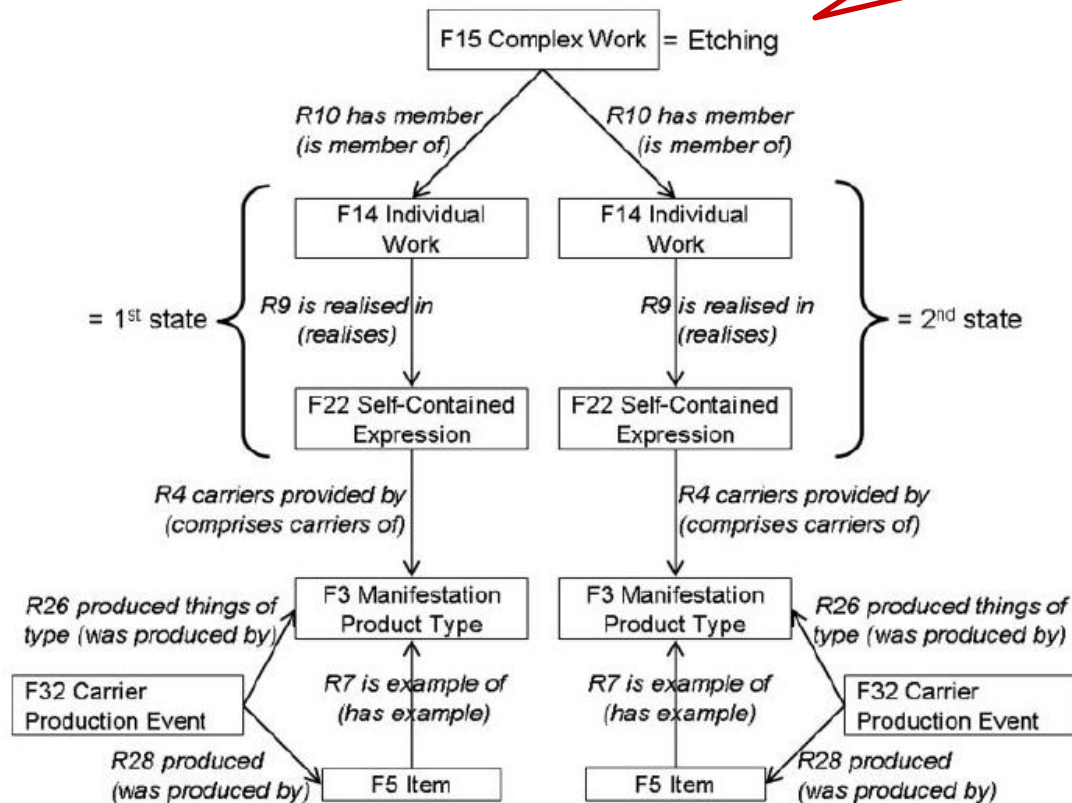 F15 Complex Work = Etching
R10 has member
(is member of)
R10 has member
(is member of)
F14 Individual
Work
F14 Individual
Work
= 1st state
R9 is realised in
(realises)
R9 is realised in
(realises)
= 2nd state
F22 Self-Contained
Expression
F22 Self-Contained
Expression
R4 carriers provided by
(comprises carriers of)
R4 carriers provided by
(comprises carriers of)
R26 produced things of
type (was produced by)
F3 Manifestation
Product Type
F3 Manifestation
Product Type
R26 produced things of
type (was produced by)
F32 Carrier
Production Event
R7 is example of
(has example)
R7 is example of
(has example)
F32 Carrier
Production Event
R28 produced
(was produced by)
F5 Item
F5 Item
R28 produced
(was produced by)